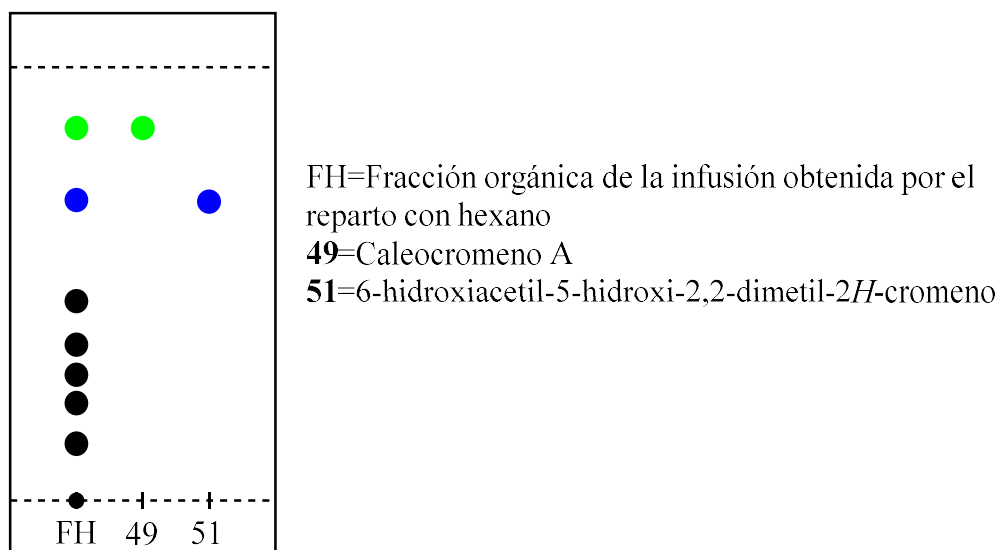 FH=Fracción orgánica de la infusión obtenida por el
reparto con hexano
49=Caleocromeno A
51=6-hidroxiacetil-5-hidroxi-2,2-dimetil-2H-cromeno
FH 49 51